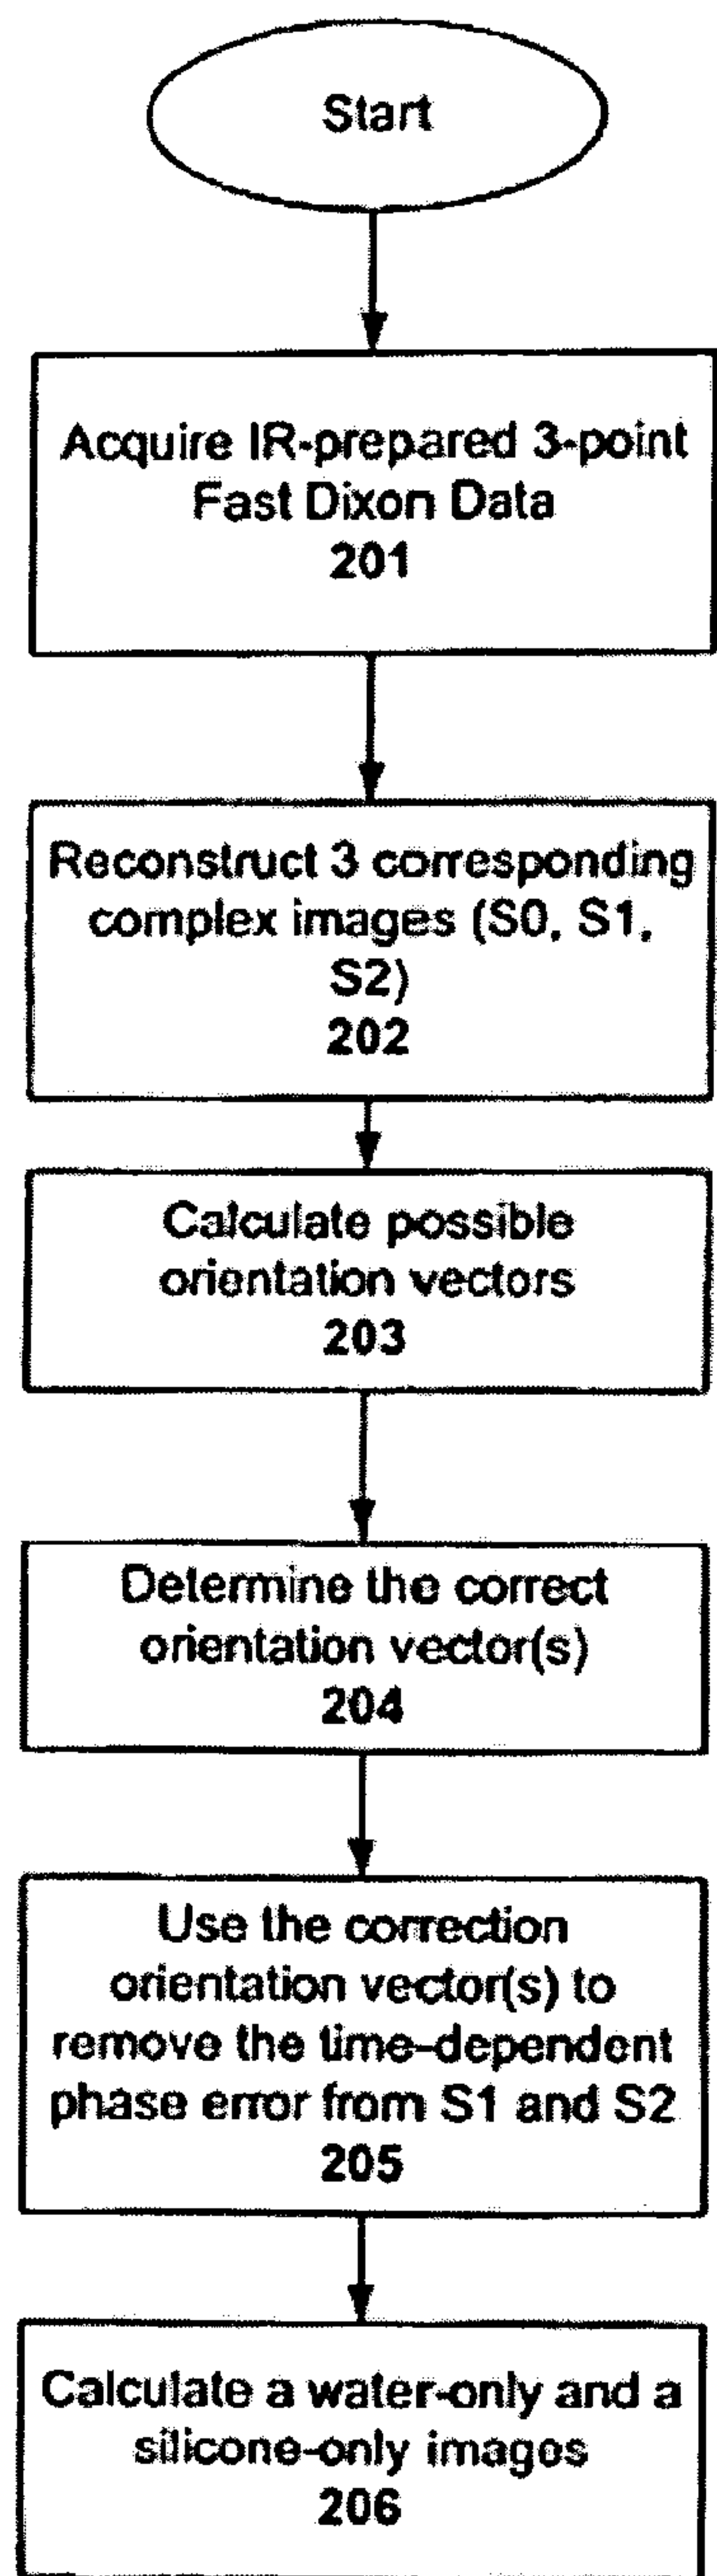 Start
Acquire IR-prepared 3-point
Fast Dixon Data
201
Reconstruct 3 corresponding
complex images (S0, S1,
S2)
202
Calculate possible
orientation vectors
203
Determine the correct
orientation vector(s)
204
Use the correction
orientation vector(s) to
remove the time-dependent
phase error from S1 and S2
205
Calculate a water-only and a
silicone-only images
206